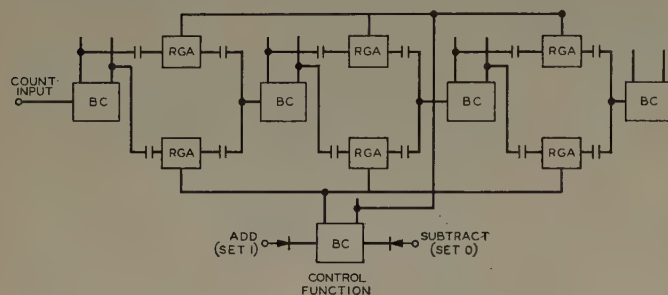 RGA
RGA
RGA
COUNT
INPUT
BC
BC
BC
BC
RGA
RGA
RGA
ADD
(SET 1)
BC
SUBTRACT
(SET 0)
CONTROL
FUNCTION